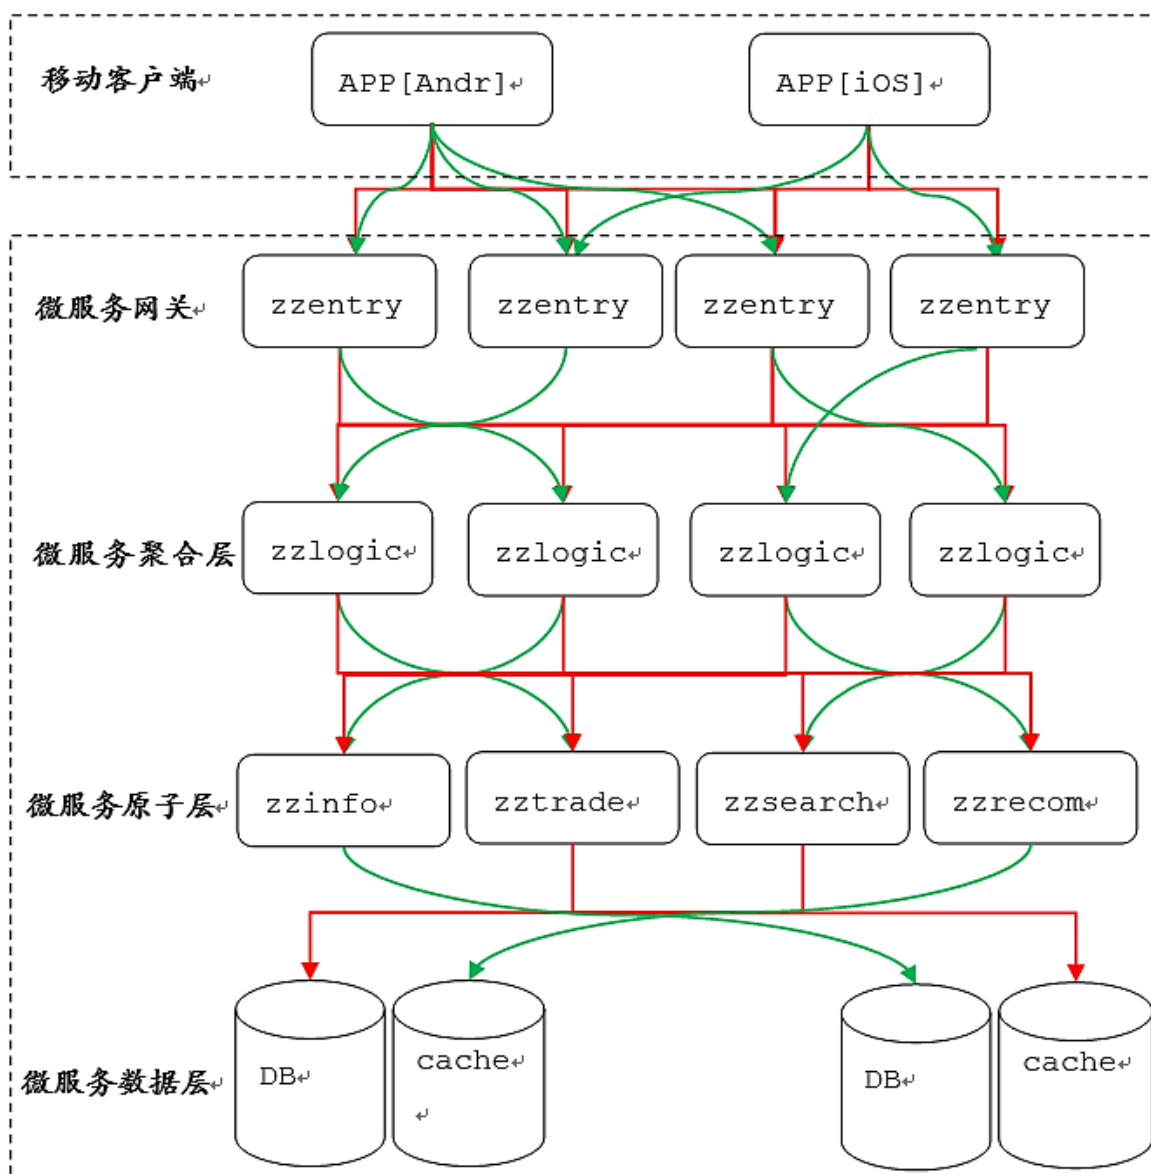 移动客户端
APP[Andr]
APP[iOS]
微服务网关
zzentry
zzentry
zzentry
zzentry
微服务聚合层
zzlogic
zzlogic
zzlogic
zzlogic
微服务原子层
zzinfo
zztrade
zzsearch
zzrecom
微服务数据层
DB
cache
DB
cache